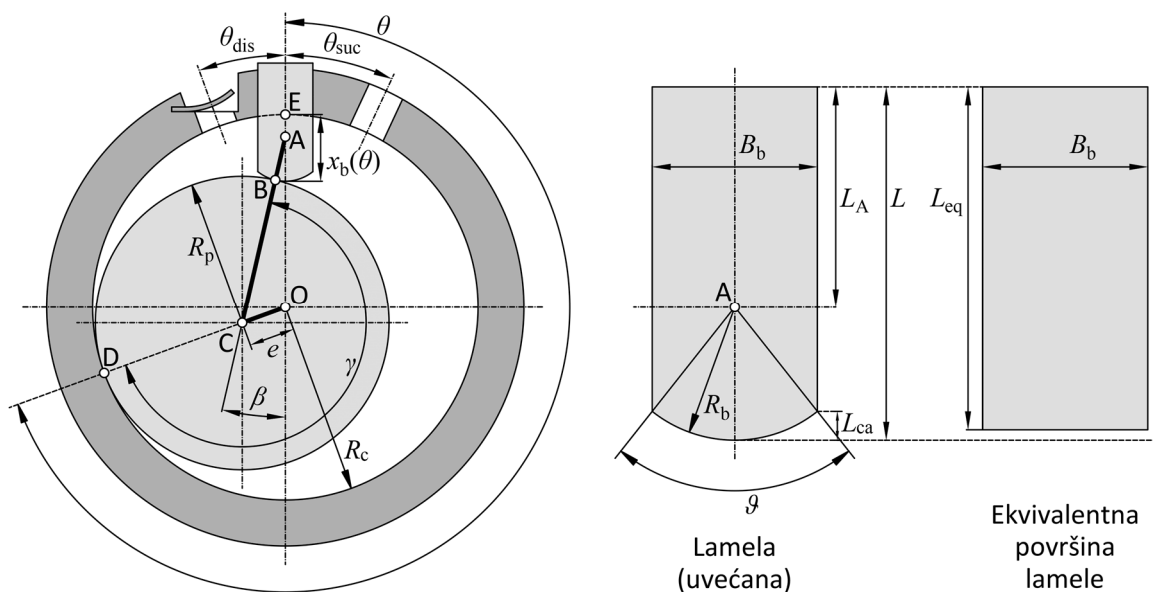 θ
θdis
θsuc
E
A
xb(θ)
B
Rp
O
C
e
γ
D
β
Rc
Bb
LA
L
Leq
Bb
A
Rb
Lca
ϑ
Lamela
(uvećana)
Ekvivalentna
površina
lamele